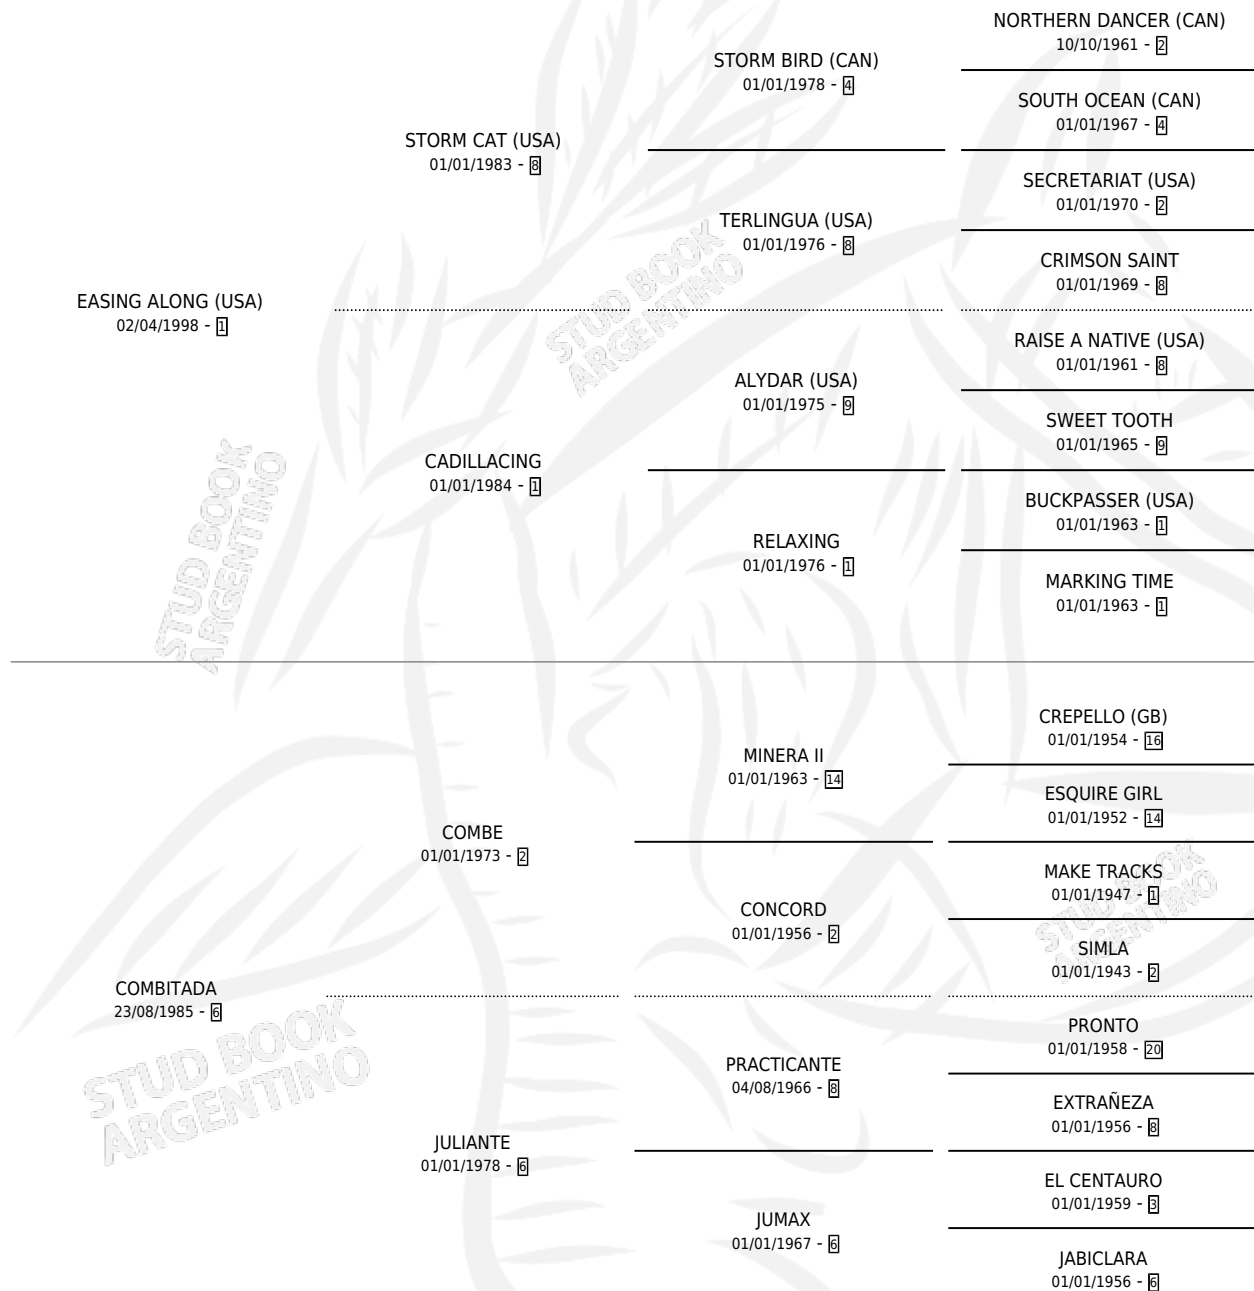 NORTHERN DANCER (CAN)
10/10/1961 - 2
STORM BIRD (CAN)
01/01/1978 - 4
SOUTH OCEAN (CAN)
01/01/1967 - 4
STORM CAT (USA)
01/01/1983 - 8
SECRETARIAT (USA)
01/01/1970 - 2
TERLINGUA (USA)
01/01/1976 - 8
CRIMSON SAINT
01/01/1969 - 8
EASING ALONG (USA)
02/04/1998 - 1
RAISE A NATIVE (USA)
01/01/1961 - 8
ALYDAR (USA)
01/01/1975 - 9
SWEET TOOTH
01/01/1965 - 9
CADILLACING
01/01/1984 - 1
BUCKPASSER (USA)
01/01/1963 - 1
RELAXING
01/01/1976 - 1
MARKING TIME
01/01/1963 - 1
CREPELLO (GB)
01/01/1954 - 16
MINERA II
01/01/1963 - 14
ESQUIRE GIRL
01/01/1952 - 14
COMBE
01/01/1973 - 2
MAKE TRACKS
01/01/1947 - 1
CONCORD
01/01/1956 - 2
SIMLA
01/01/1943 - 2
COMBITADA
23/08/1985 - 6
PRONTO
01/01/1958 - 20
PRACTICANTE
04/08/1966 - 8
EXTRAÑEZA
01/01/1956 - 8
JULIANTE
01/01/1978 - 6
EL CENTAURO
01/01/1959 - 3
JUMAX
01/01/1967 - 6
JABICLARA
01/01/1956 - 6
STUD BOOK
ARGENTINO
STUD BOOK
ARGENTINO
STUD BOOK
ARGENTINO
STUD BOOK
ARGENTINO